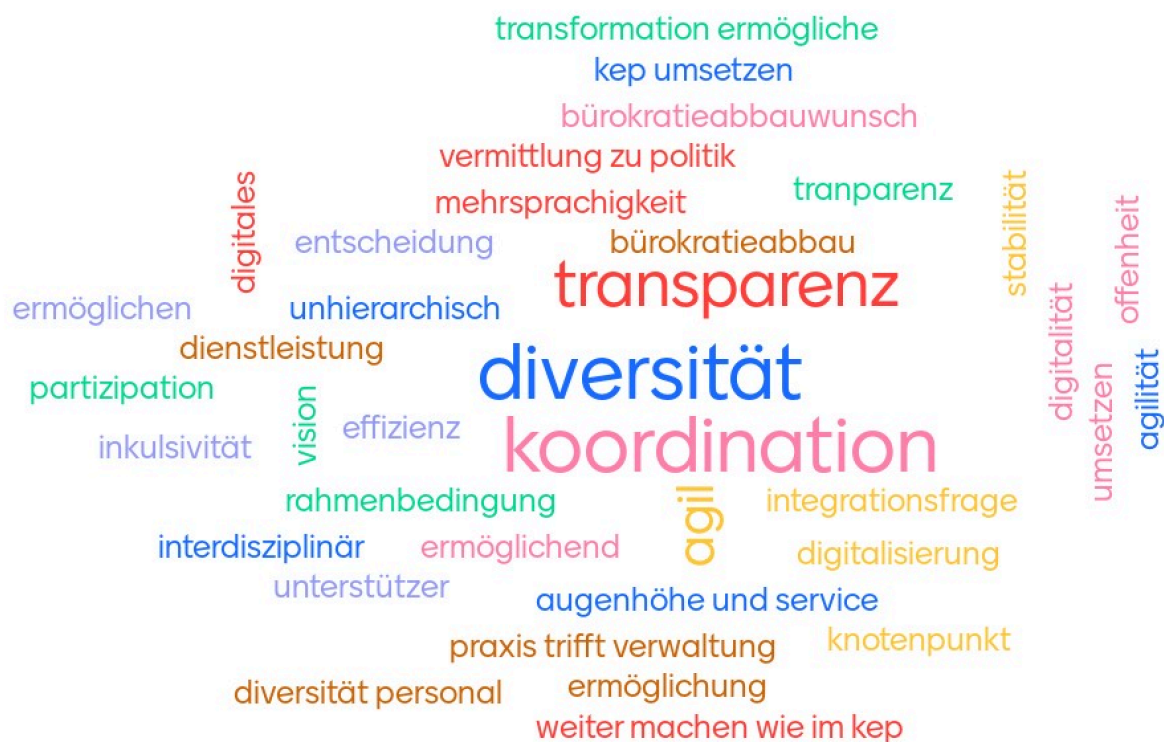 transformation ermögliche
kep umsetzen
bürokratieabbauwunsch
vermittlung zu politik
digitales
mehrsprachigkeit
tranparenz
stabilität
offenheit
entscheidung
bürokratieabbau
transparenz
ermöglichen
unhierarchisch
digitalität
dienstleistung
diversität
agilität
partizipation
vision
effizienz
umsetzen
inkulsivität
koordination
rahmenbedingung
agil
integrationsfrage
interdisziplinär
ermöglichend
digitalisierung
unterstützer
augenhöhe und service
praxis trifft verwaltung
knotenpunkt
diversität personal
ermöglichung
weiter machen wie im kep